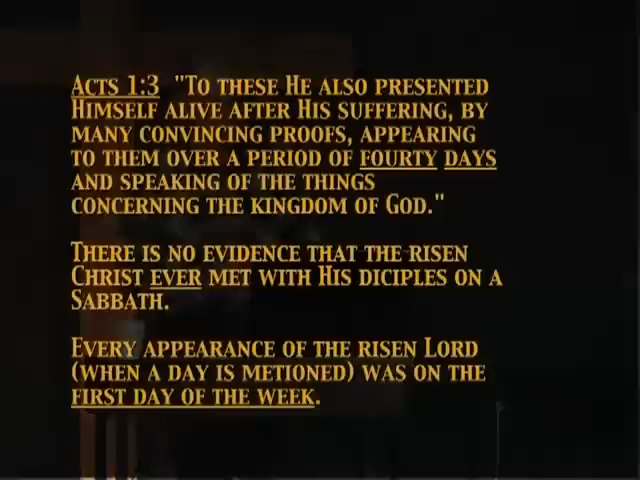 Acts 1:3 "To these He also presented
Himself alive after His suffering, by
many convincing proofs, appearing
to them over a period of fourty days
and speaking of the things
concerning the kingdom of God."
There is no evidence that the risen
Christ ever met with His diciples on a
Sabbath.
Every appearance of the risen Lord
(when a day is metioned) was on the
first day of the week.